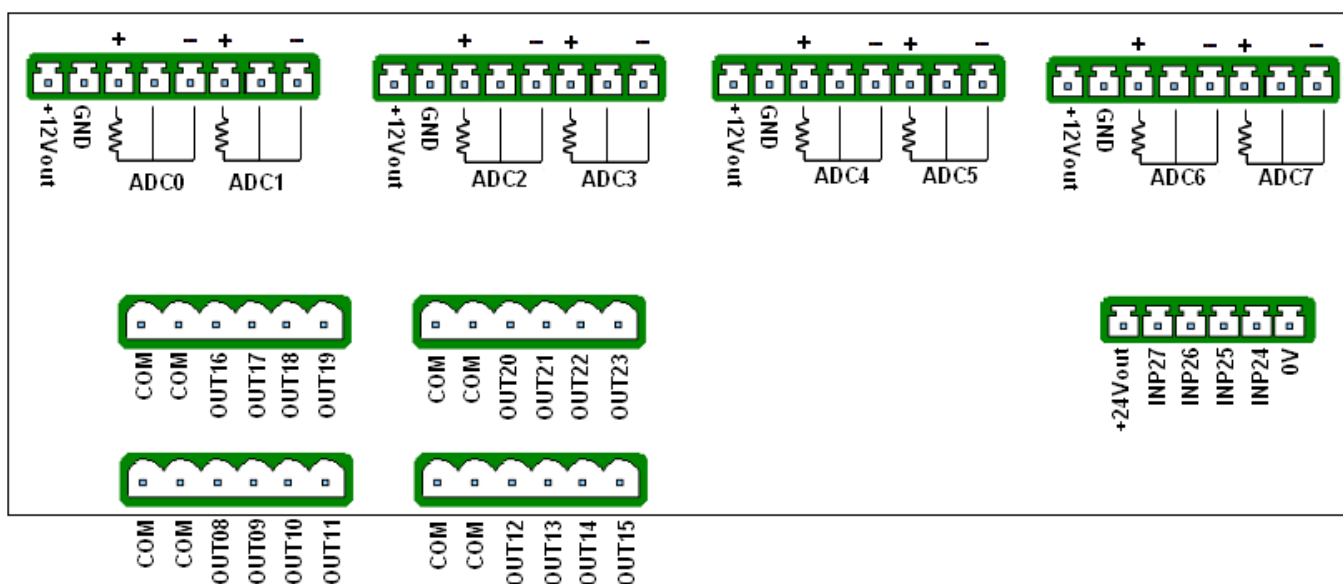 + − + −
+ − + −
+ − + −
+ − + −
+12Vout GND ADC0 ADC1
+12Vout GND ADC2 ADC3
+12Vout GND ADC4 ADC5
+12Vout GND ADC6 ADC7
COM COM OUT16 OUT17 OUT18 OUT19
COM COM OUT20 OUT21 OUT22 OUT23
+24Vout INP27 INP26 INP25 INP24 0V
COM COM OUT08 OUT09 OUT10 OUT11
COM COM OUT12 OUT13 OUT14 OUT15